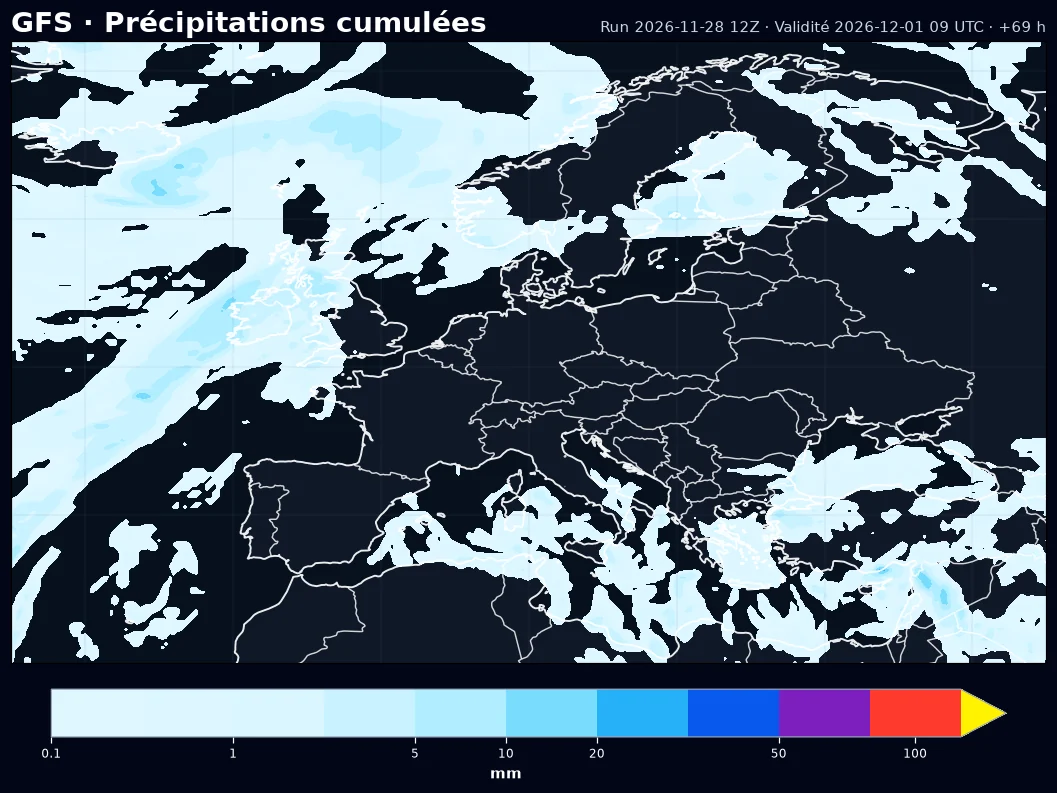 GFS · Précipitations cumulées
Run 2026-11-28 12Z · Validité 2026-12-01 09 UTC · +69 h
0.1 1 5 10 20 50 100
mm